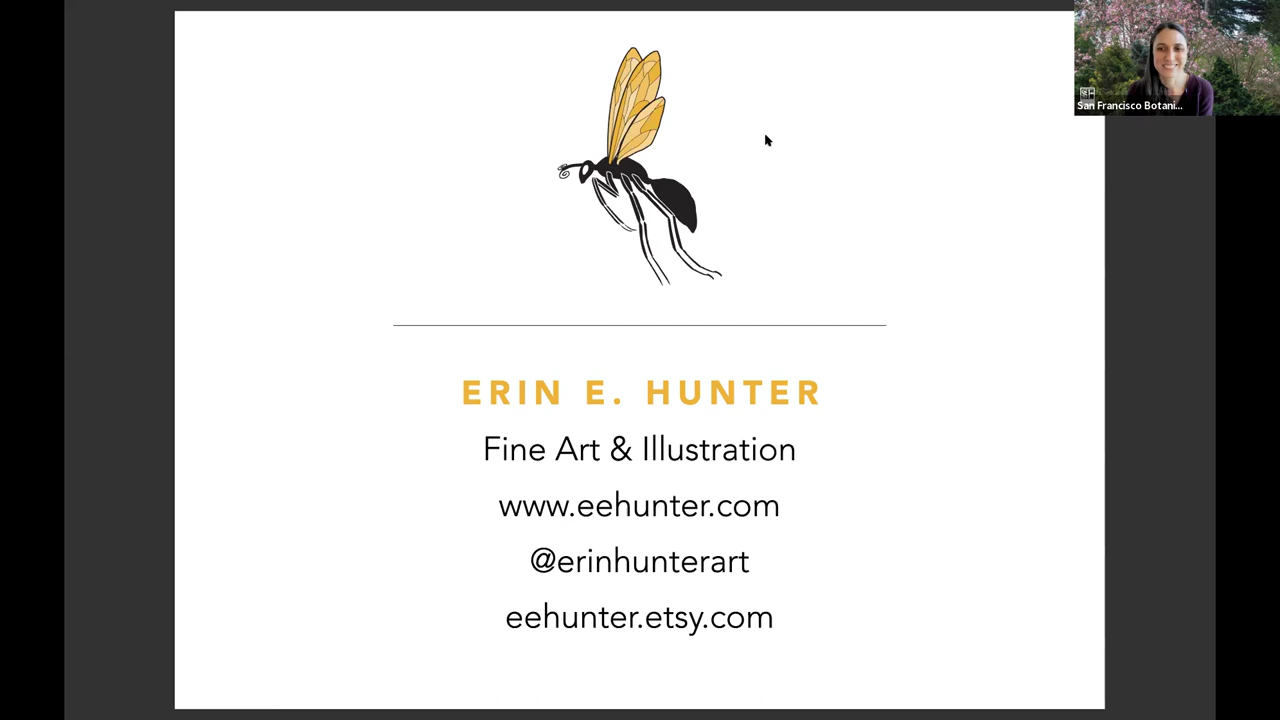 San Francisco Botani...
ERIN E. HUNTER
Fine Art & Illustration
www.eehunter.com
@erinhunterart
eehunter.etsy.com